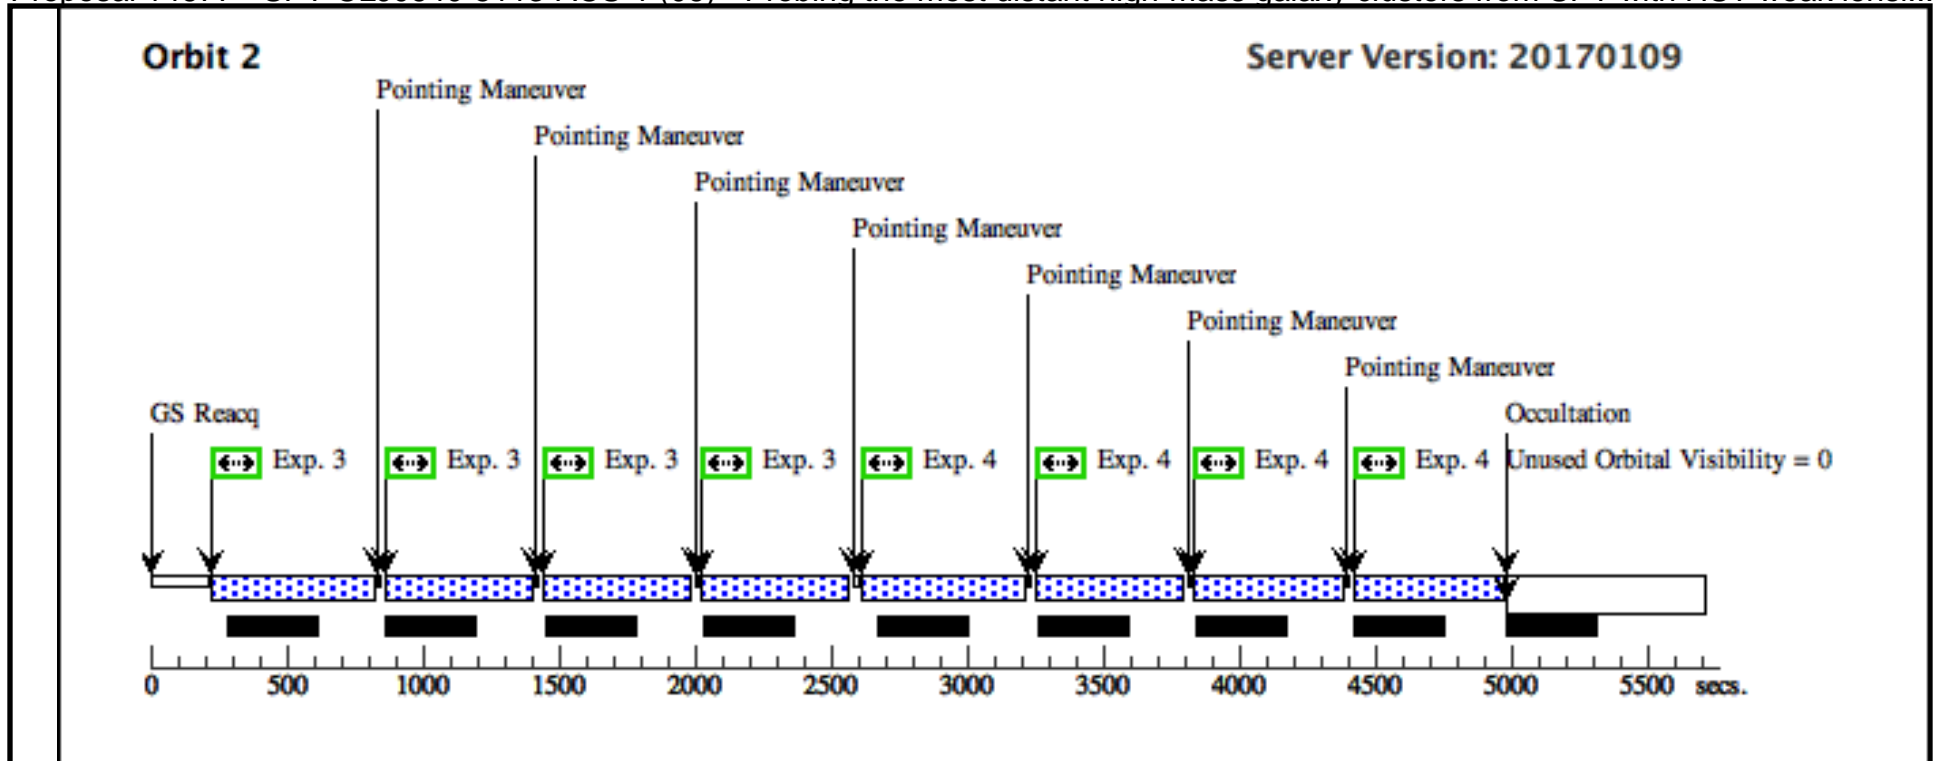 Orbit 2
Server Version: 20170109
Pointing Maneuver
Pointing Maneuver
Pointing Maneuver
Pointing Maneuver
Pointing Maneuver
Pointing Maneuver
Pointing Maneuver
GS Reacq
Occultation
Exp. 3 Exp. 3 Exp. 3 Exp. 3 Exp. 4 Exp. 4 Exp. 4 Exp. 4 Unused Orbital Visibility = 0
0 500 1000 1500 2000 2500 3000 3500 4000 4500 5000 5500 secs.